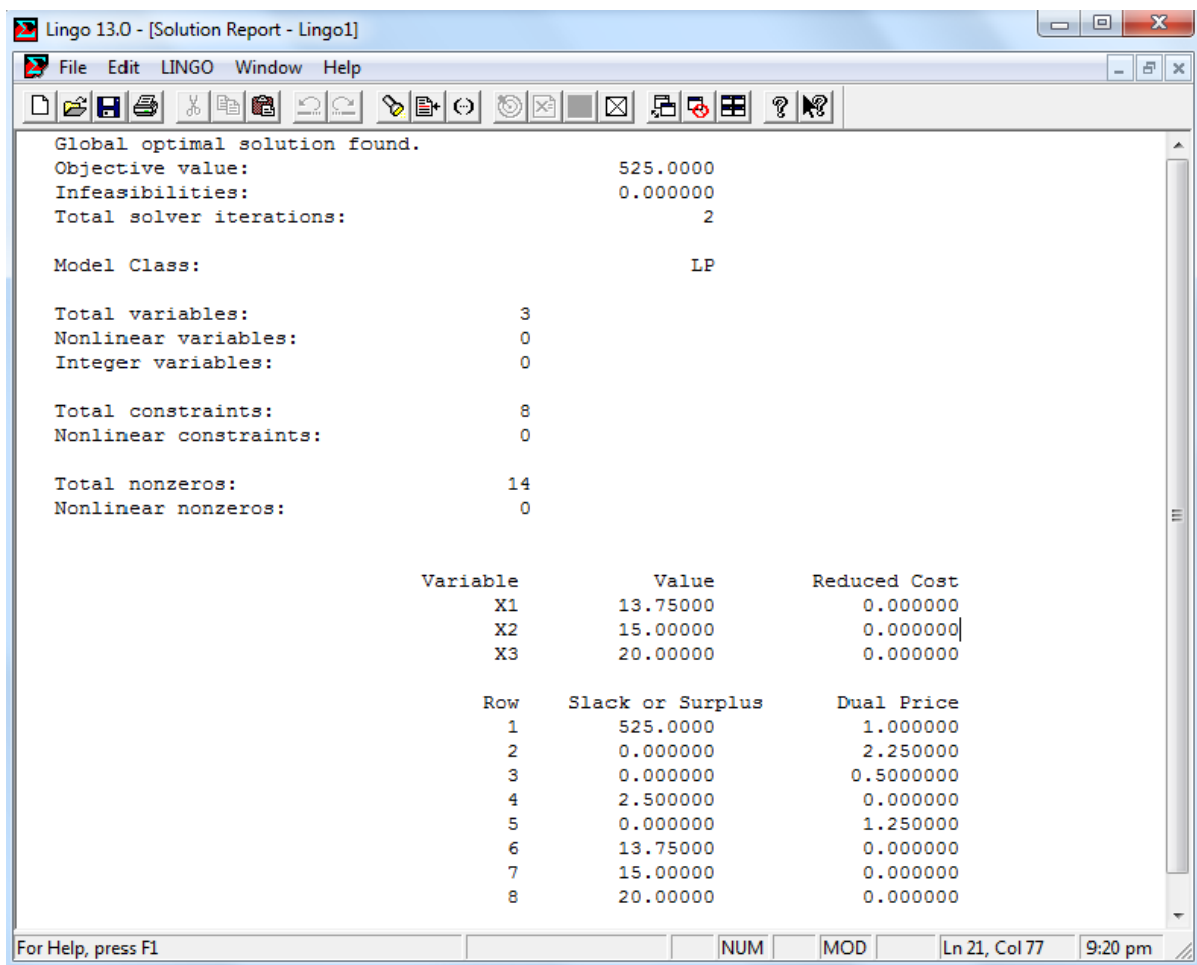 Lingo 13.0 - [Solution Report - Lingo1]
File Edit LINGO Window Help
Global optimal solution found.
Objective value: 525.0000
Infeasibilities: 0.000000
Total solver iterations: 2
Model Class: LP
Total variables: 3
Nonlinear variables: 0
Integer variables: 0
Total constraints: 8
Nonlinear constraints: 0
Total nonzeros: 14
Nonlinear nonzeros: 0
Variable Value Reduced Cost
X1 13.75000 0.000000
X2 15.00000 0.000000
X3 20.00000 0.000000
Row Slack or Surplus Dual Price
1 525.0000 1.000000
2 0.000000 2.250000
3 0.000000 0.5000000
4 2.500000 0.000000
5 0.000000 1.250000
6 13.75000 0.000000
7 15.00000 0.000000
8 20.00000 0.000000
For Help, press F1 NUM MOD Ln 21, Col 77 9:20 pm